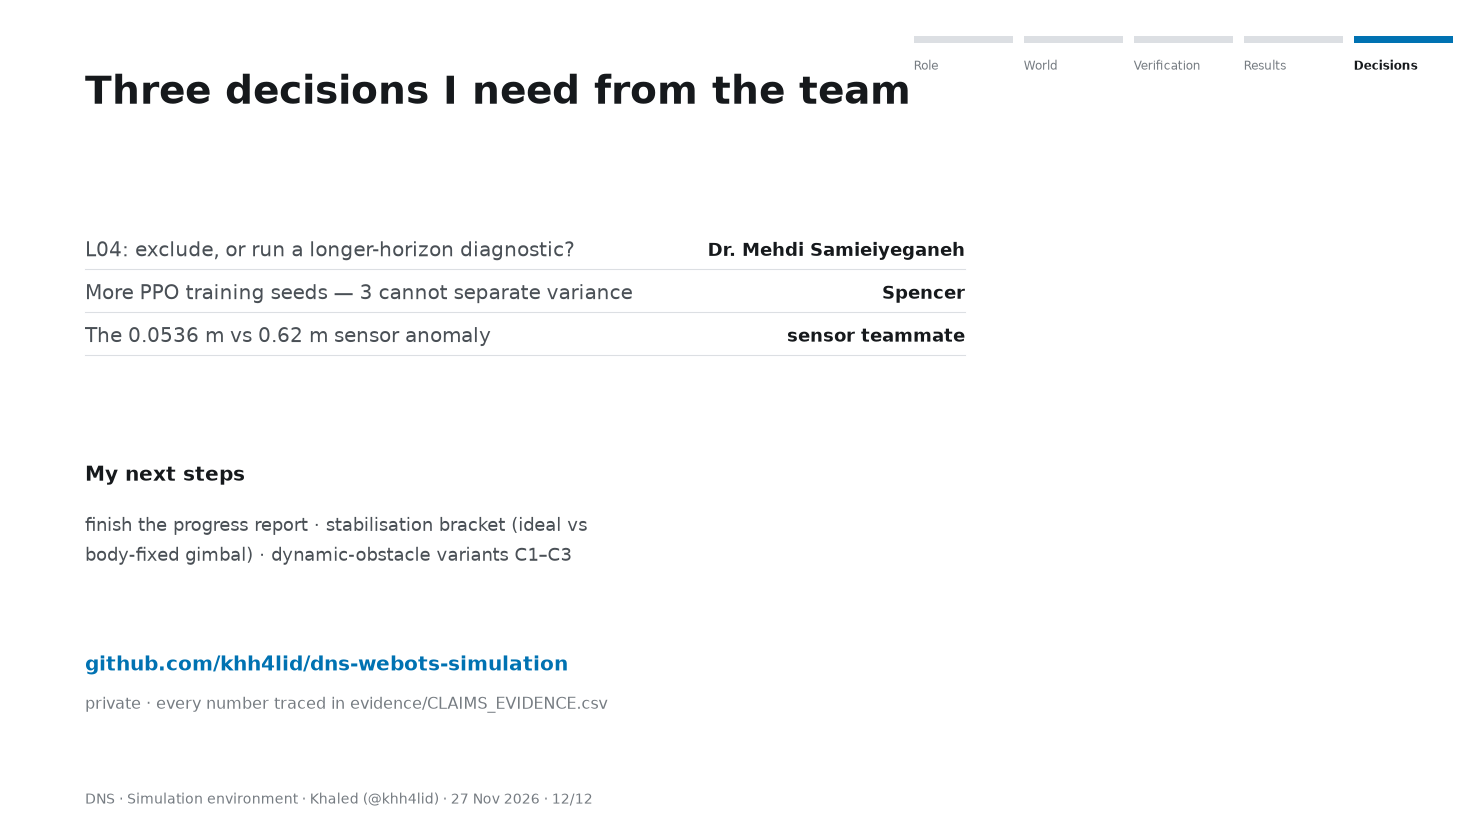 Role World Verification Results Decisions
Three decisions I need from the team
L04: exclude, or run a longer-horizon diagnostic? Dr. Mehdi Samieiyeganeh
More PPO training seeds — 3 cannot separate variance Spencer
The 0.0536 m vs 0.62 m sensor anomaly sensor teammate
My next steps
finish the progress report · stabilisation bracket (ideal vs
body-fixed gimbal) · dynamic-obstacle variants C1–C3
github.com/khh4lid/dns-webots-simulation
private · every number traced in evidence/CLAIMS_EVIDENCE.csv
DNS · Simulation environment · Khaled (@khh4lid) · 27 Nov 2026 · 12/12